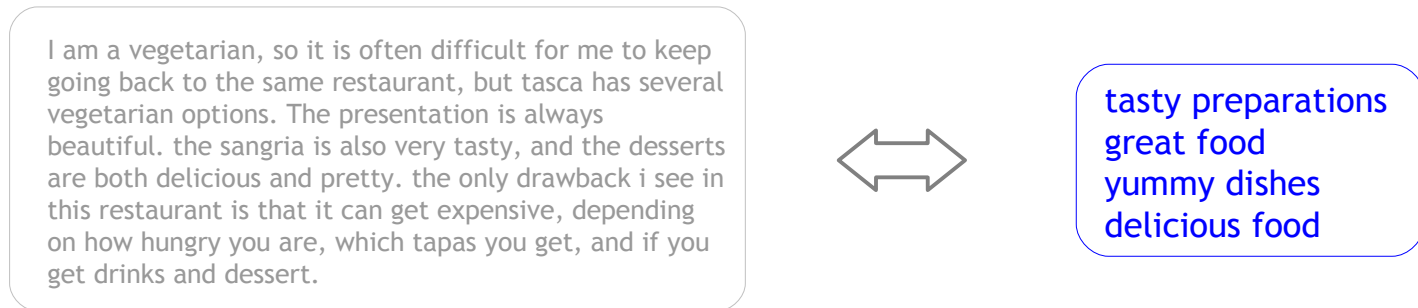 I am a vegetarian, so it is often difficult for me to keep
going back to the same restaurant, but tasca has several
vegetarian options. The presentation is always
beautiful. the sangria is also very tasty, and the desserts
are both delicious and pretty. the only drawback i see in
this restaurant is that it can get expensive, depending
on how hungry you are, which tapas you get, and if you
get drinks and dessert.
tasty preparations
great food
yummy dishes
delicious food